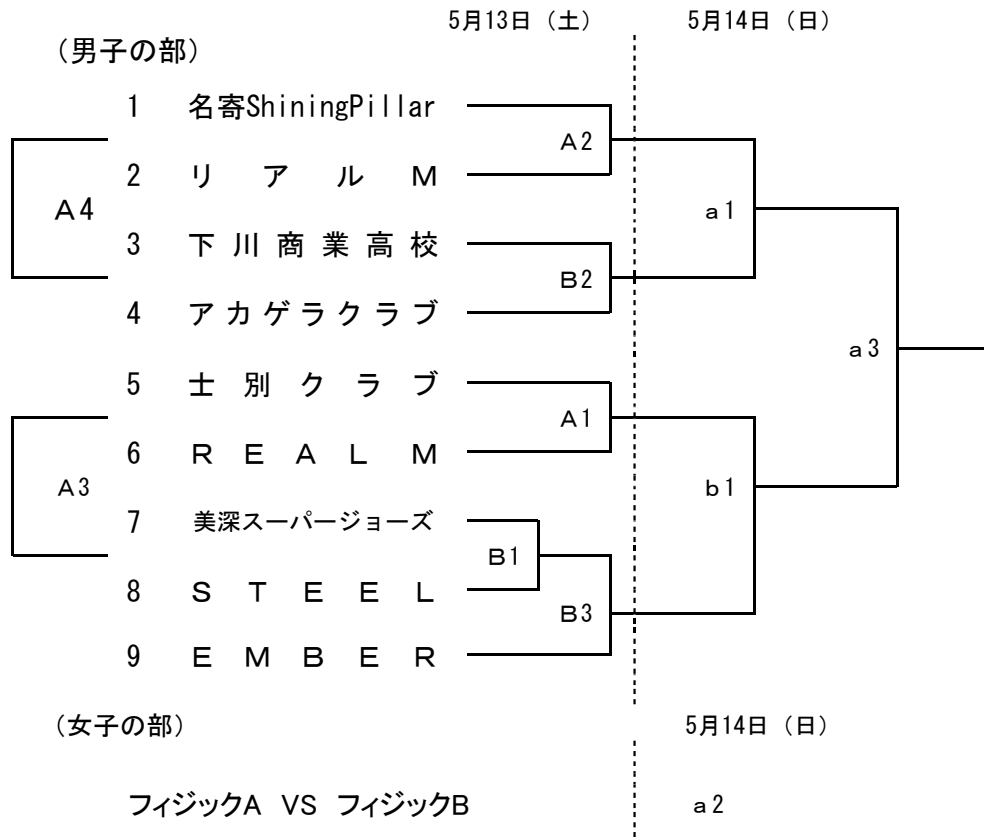 5月13日（土） 5月14日（日）
（男子の部）
1 名寄ShiningPillar
A2
2 リアルM
A4 a1
3 下川商業高校
B2
4 アカゲラクラブ
a3
5 士別クラブ
A1
6 REALM
A3 b1
7 美深スーパージョーズ
B1
8 STEEL
B3
9 EMBER
（女子の部） 5月14日（日）
フィジックA VS フィジックB a2